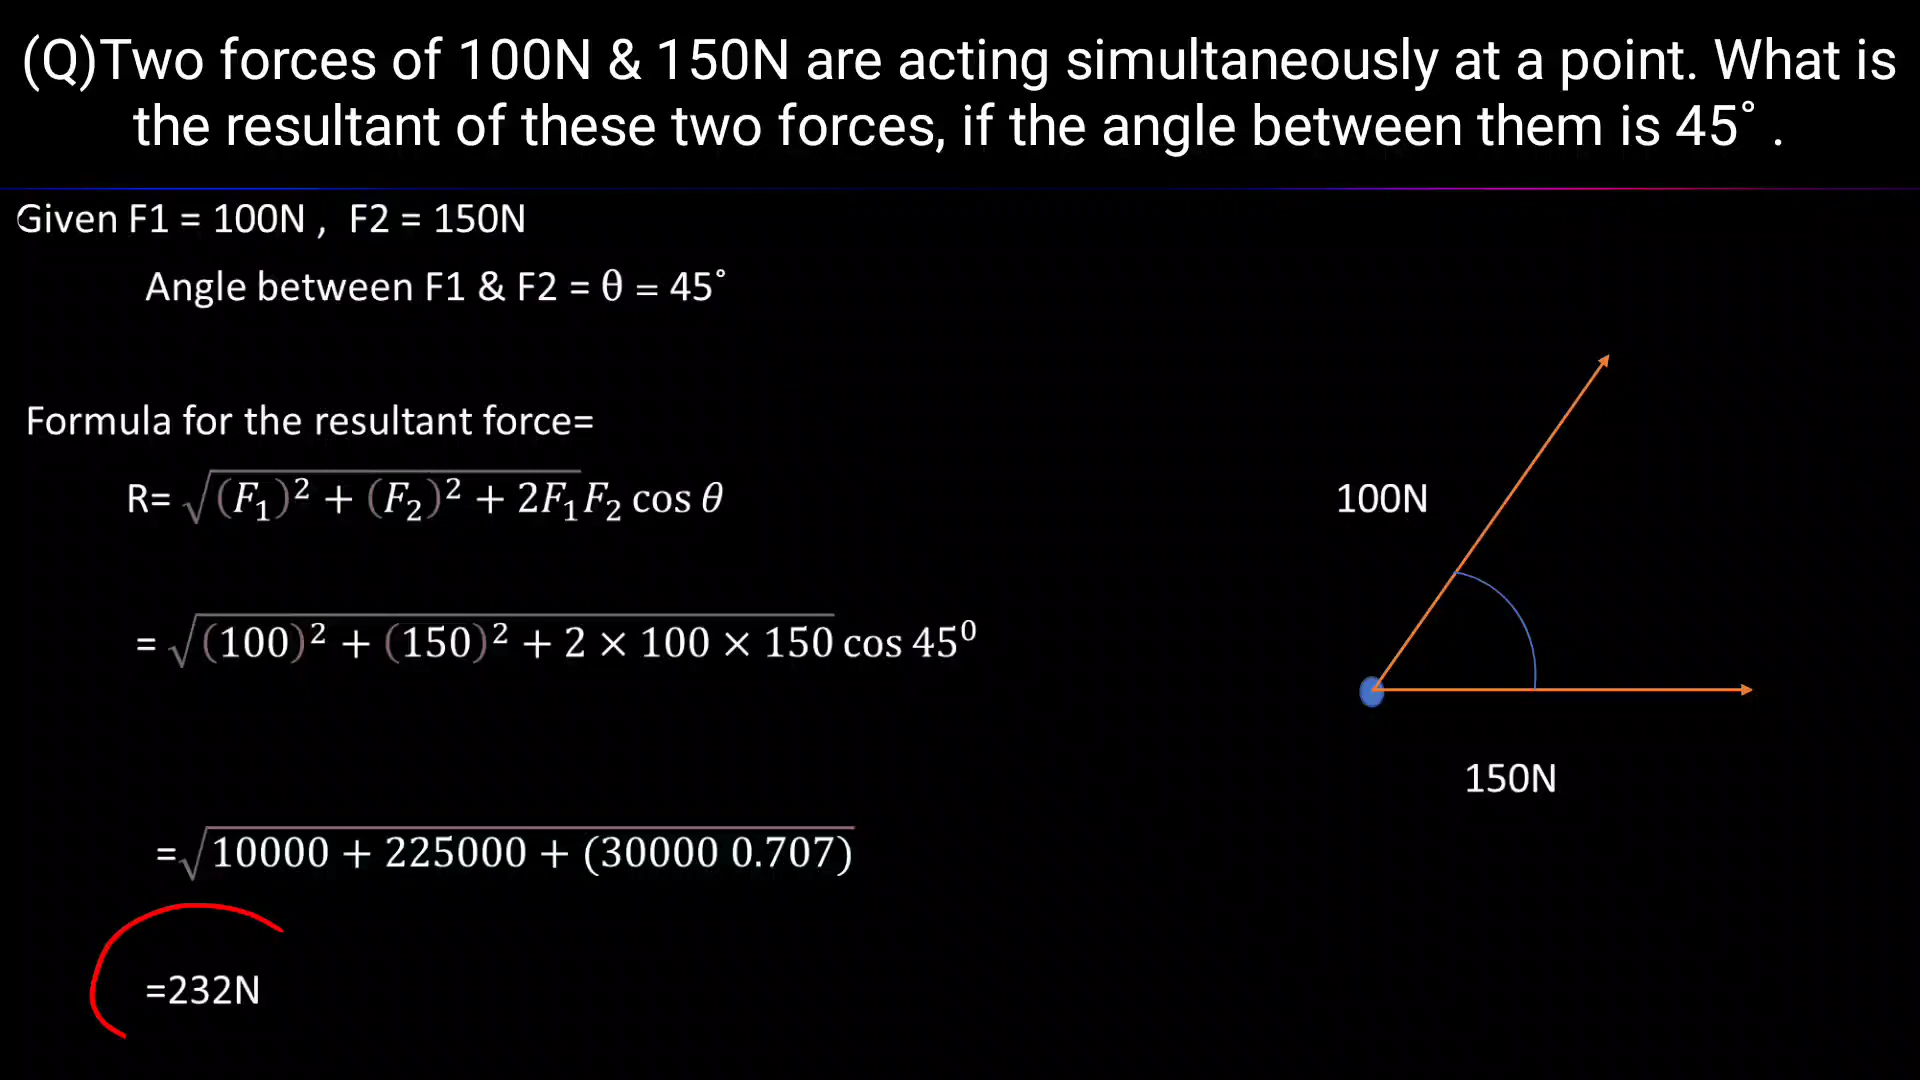 (Q)Two forces of 100N & 150N are acting simultaneously at a point. What is
the resultant of these two forces, if the angle between them is 45˚ .
Given F1 = 100N , F2 = 150N
Angle between F1 & F2 = θ = 45˚
Formula for the resultant force=
R= √(F₁)² + (F₂)² + 2F₁F₂ cos θ
= √(100)² + (150)² + 2 × 100 × 150 cos 45⁰
=√10000 + 225000 + (30000 0.707)
=232N
100N
150N